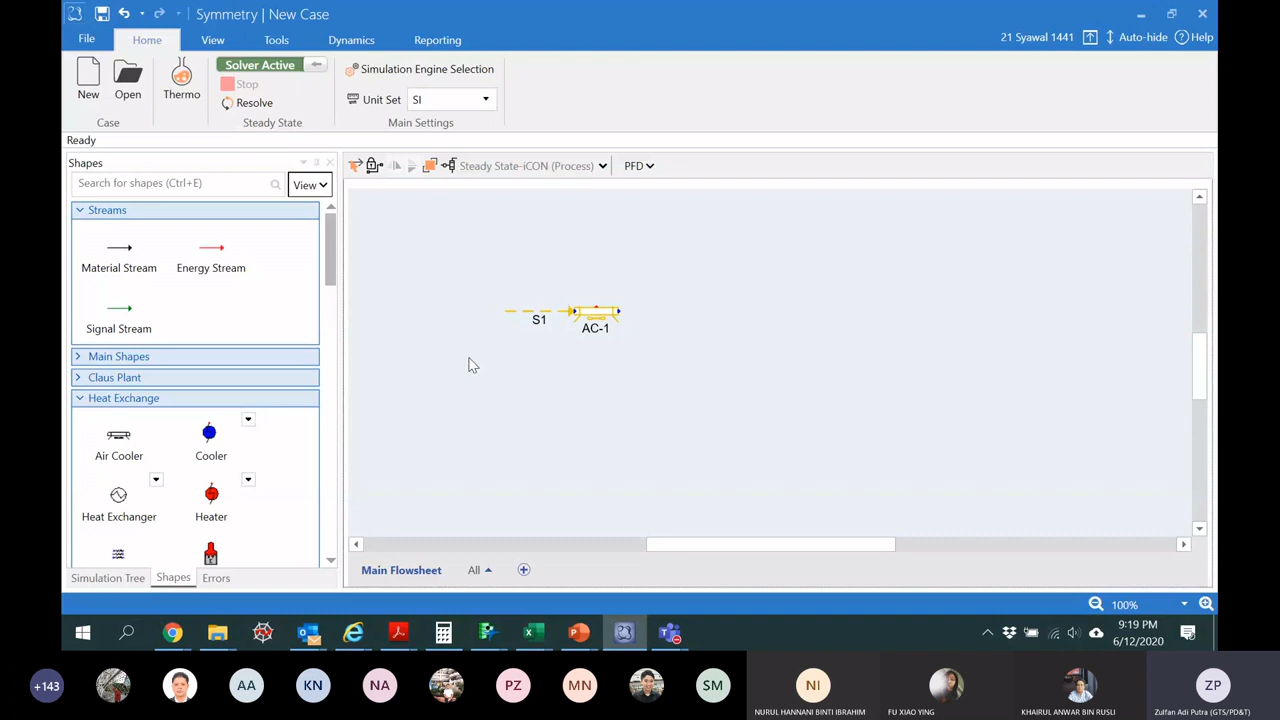 Symmetry | New Case
File Home View Tools Dynamics Reporting
21 Syawal 1441 Auto-hide Help
New Open Thermo
Solver Active
Stop
Resolve
Simulation Engine Selection
Unit Set SI
Case Steady State Main Settings
Ready
Shapes
Search for shapes (Ctrl+E) View
Steady State-iCON (Process) PFD
Streams
Material Stream Energy Stream
Signal Stream
S1
AC-1
Main Shapes
Claus Plant
Heat Exchange
Air Cooler Cooler
Heat Exchanger Heater
Simulation Tree Shapes Errors
Main Flowsheet All
100%
9:19 PM
6/12/2020
+143 AA KN NA PZ MN SM NI ZP
NURUL HANNANI BINTI IBRAHIM FU XIAO YING KHAIRUL ANWAR BIN RUSLI Zulfan Adi Putra (GTS/PD&T)